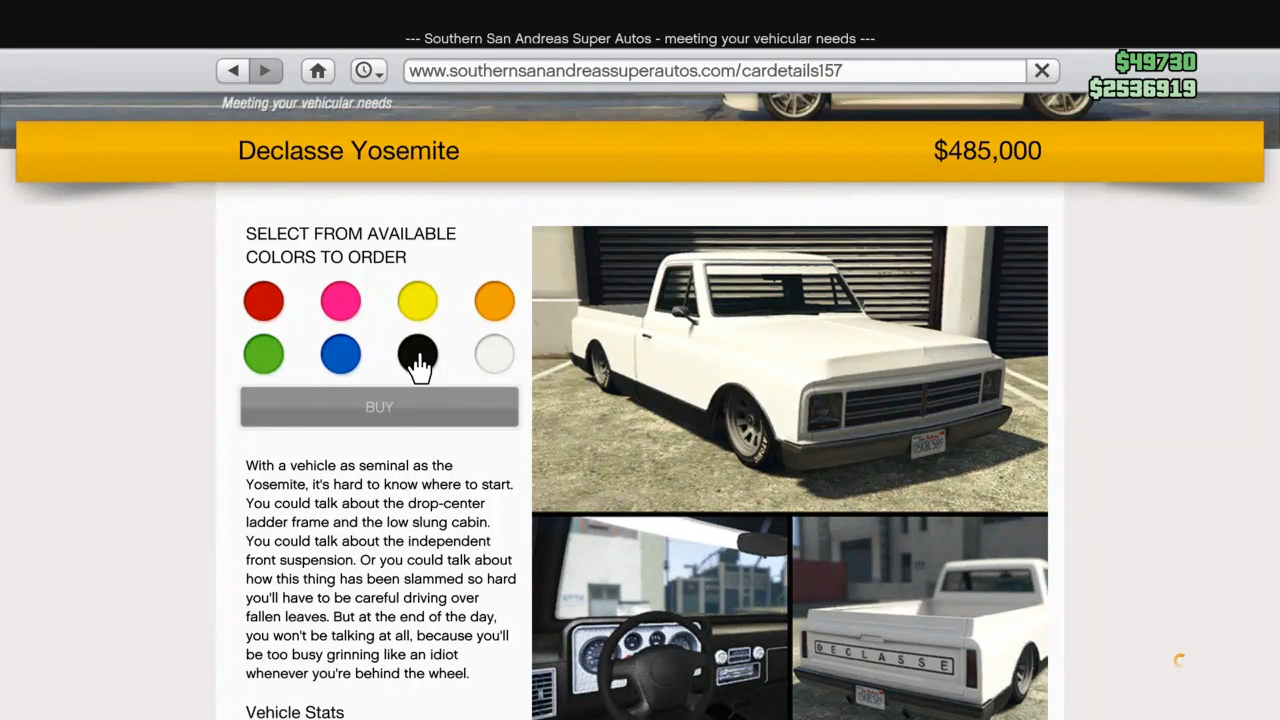 --- Southern San Andreas Super Autos - meeting your vehicular needs ---
www.southernsanandreassuperautos.com/cardetails157
$49730
$2536919
Meeting your vehicular needs
Declasse Yosemite
$485,000
SELECT FROM AVAILABLE
COLORS TO ORDER
BUY
With a vehicle as seminal as the
Yosemite, it's hard to know where to start.
You could talk about the drop-center
ladder frame and the low slung cabin.
You could talk about the independent
front suspension. Or you could talk about
how this thing has been slammed so hard
you'll have to be careful driving over
fallen leaves. But at the end of the day,
you won't be talking at all, because you'll
be too busy grinning like an idiot
whenever you're behind the wheel.
DECLASSE
Vehicle Stats